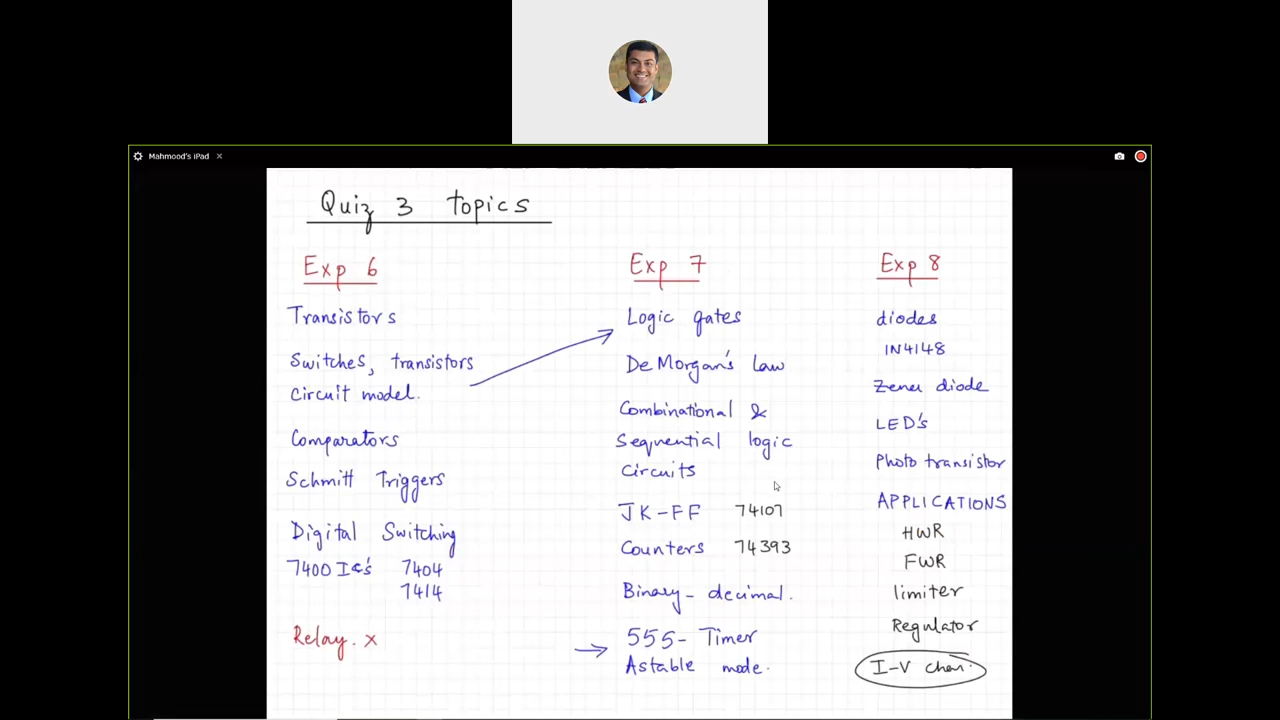 Mahmood's iPad
Quiz 3 topics
Exp 6
Transistors
Switches, transistors
Circuit model.
Comparators
Schmitt Triggers
Digital Switching
7400 IC's 7404
7414
Relay. x
Exp 7
Logic gates
De Morgan's law
Combinational &
Sequential logic
Circuits
JK-FF 74107
Counters 74393
Binary - decimal.
555 - Timer
Astable mode.
Exp 8
diodes
1N4148
Zener diode
LED's
Photo transistor
APPLICATIONS
HWR
FWR
limiter
Regulator
I-V char.